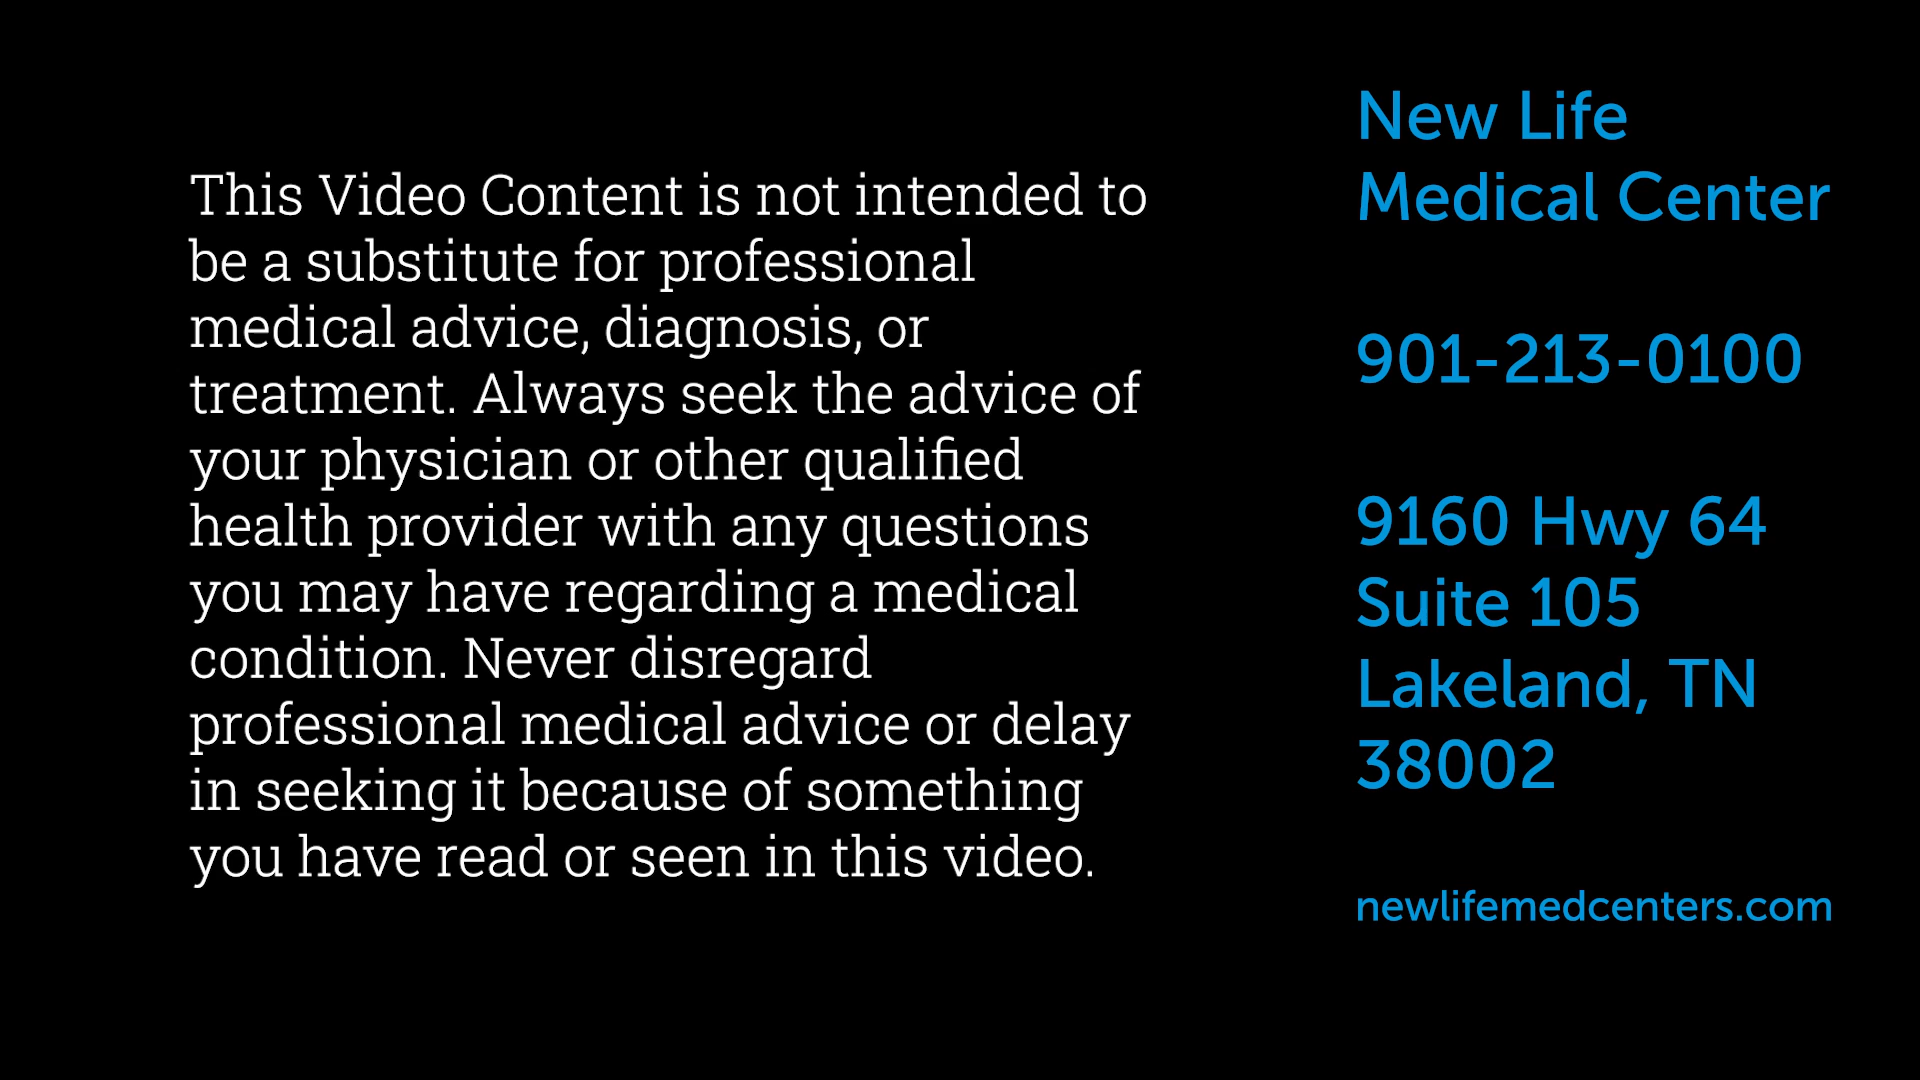 This Video Content is not intended to
be a substitute for professional
medical advice, diagnosis, or
treatment. Always seek the advice of
your physician or other qualified
health provider with any questions
you may have regarding a medical
condition. Never disregard
professional medical advice or delay
in seeking it because of something
you have read or seen in this video.
New Life
Medical Center
901-213-0100
9160 Hwy 64
Suite 105
Lakeland, TN
38002
newlifemedcenters.com